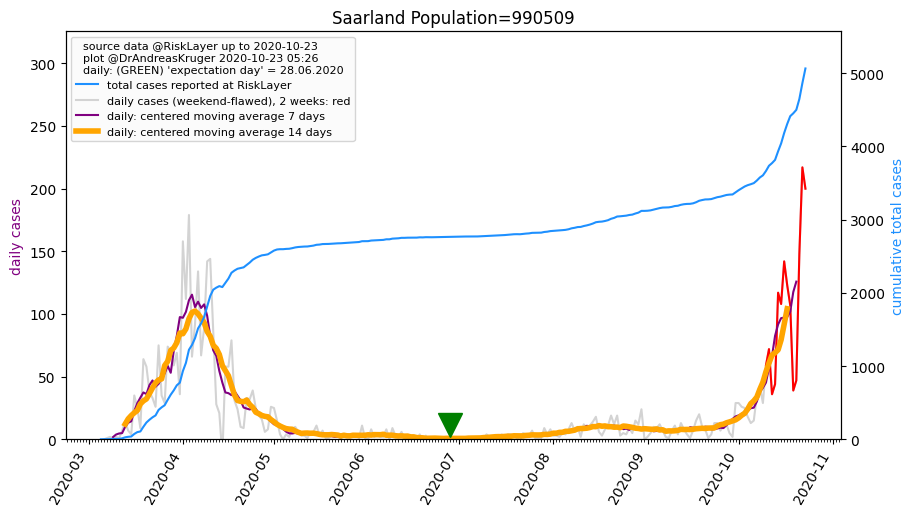 Saarland Population=990509
source data @RiskLayer up to 2020-10-23
plot @DrAndreasKruger 2020-10-23 05:26
daily: (GREEN) 'expectation day' = 28.06.2020
total cases reported at RiskLayer
daily cases (weekend-flawed), 2 weeks: red
daily: centered moving average 7 days
daily: centered moving average 14 days
daily cases
300
250
200
150
100
50
0
cumulative total cases
5000
4000
3000
2000
1000
0
2020-03
2020-04
2020-05
2020-06
2020-07
2020-08
2020-09
2020-10
2020-11